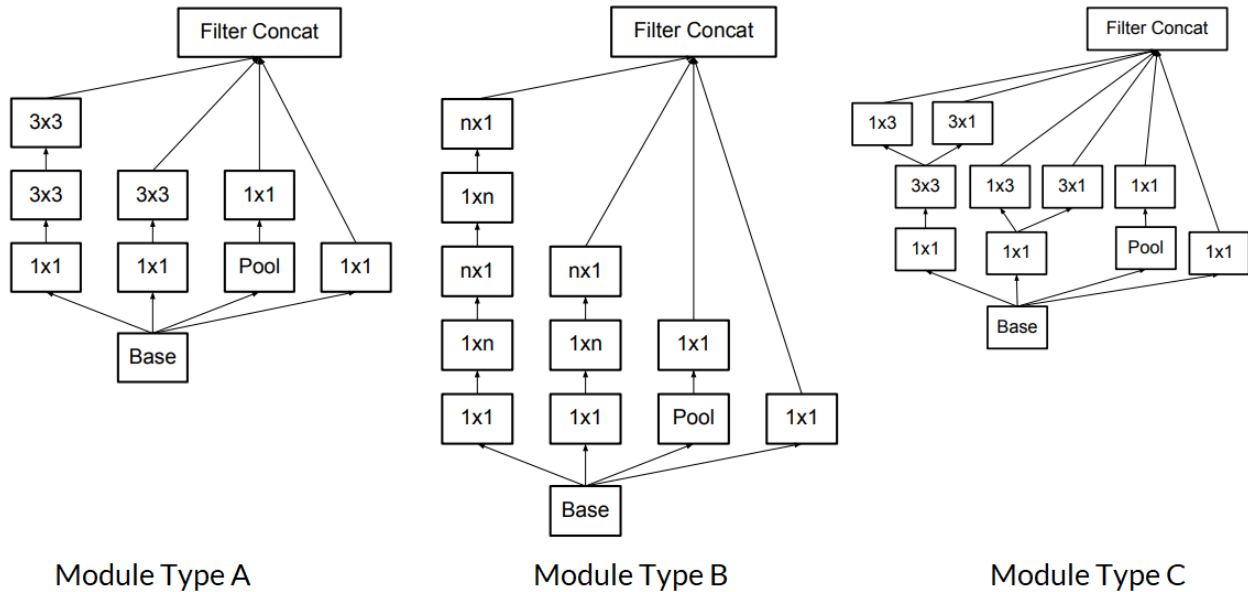 Filter Concat
3x3
3x3
3x3
1x1
1x1
1x1
Pool
1x1
Base
Module Type A
Filter Concat
nx1
1xn
nx1
nx1
1xn
1xn
1x1
1x1
1x1
Pool
1x1
Base
Module Type B
Filter Concat
1x3
3x1
3x3
1x3
3x1
1x1
1x1
1x1
Pool
1x1
Base
Module Type C